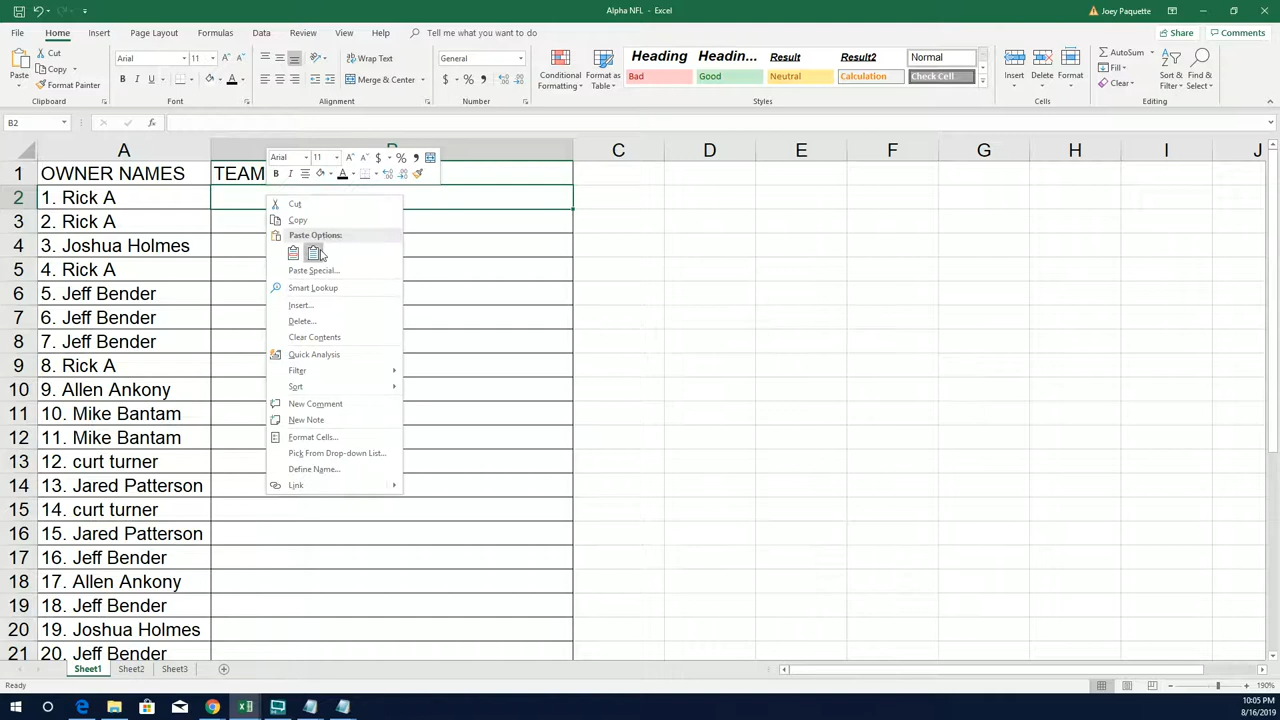 Alpha NFL - Excel
Joey Paquette
File Home Insert Page Layout Formulas Data Review View Help Tell me what you want to do
Share Comments
Paste
Cut
Copy
Format Painter
Clipboard
Arial 11
B I U
Font
Wrap Text
Merge & Center
Alignment
General
$ % ,
Number
Conditional Formatting
Format as Table
Heading Headin... Result Result2 Normal
Bad Good Neutral Calculation Check Cell
Styles
Insert Delete Format
Cells
AutoSum
Fill
Clear
Sort & Filter
Find & Select
Editing
B2
A B C D E F G H I J
1 OWNER NAMES TEAM
2 1. Rick A
3 2. Rick A
4 3. Joshua Holmes
5 4. Rick A
6 5. Jeff Bender
7 6. Jeff Bender
8 7. Jeff Bender
9 8. Rick A
10 9. Allen Ankony
11 10. Mike Bantam
12 11. Mike Bantam
13 12. curt turner
14 13. Jared Patterson
15 14. curt turner
16 15. Jared Patterson
17 16. Jeff Bender
18 17. Allen Ankony
19 18. Jeff Bender
20 19. Joshua Holmes
21 20. Jeff Bender
Arial 11 A A $ % ,
B I A
Cut
Copy
Paste Options:
Paste Special...
Smart Lookup
Insert...
Delete...
Clear Contents
Quick Analysis
Filter
Sort
New Comment
New Note
Format Cells...
Pick From Drop-down List...
Define Name...
Link
Sheet1 Sheet2 Sheet3
Ready
190%
10:05 PM
8/16/2019